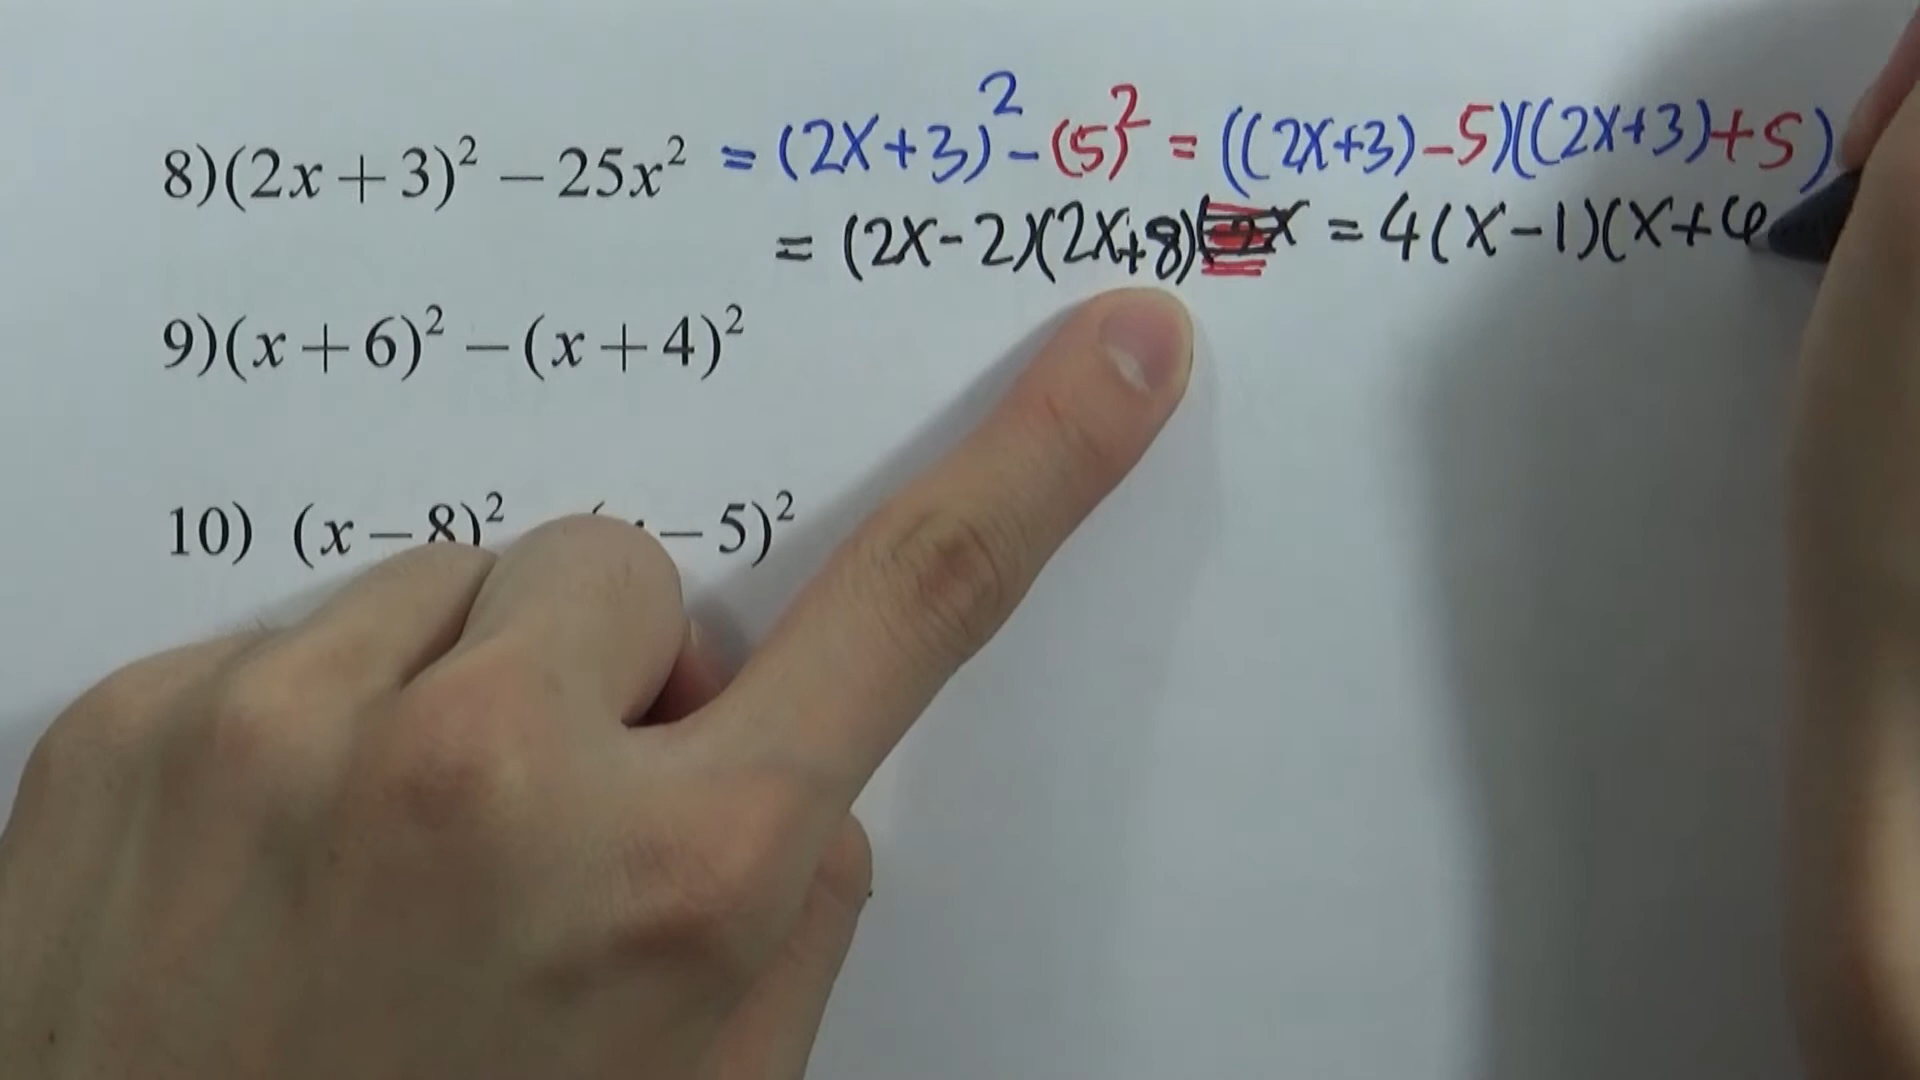 8)(2x+3)² − 25x² = (2x+3)² − (5)² = ((2x+3)−5)((2x+3)+5)
= (2x−2)(2x+8) = 4(x−1)(x+4
9)(x+6)² − (x+4)²
10) (x−8)² − 5)²